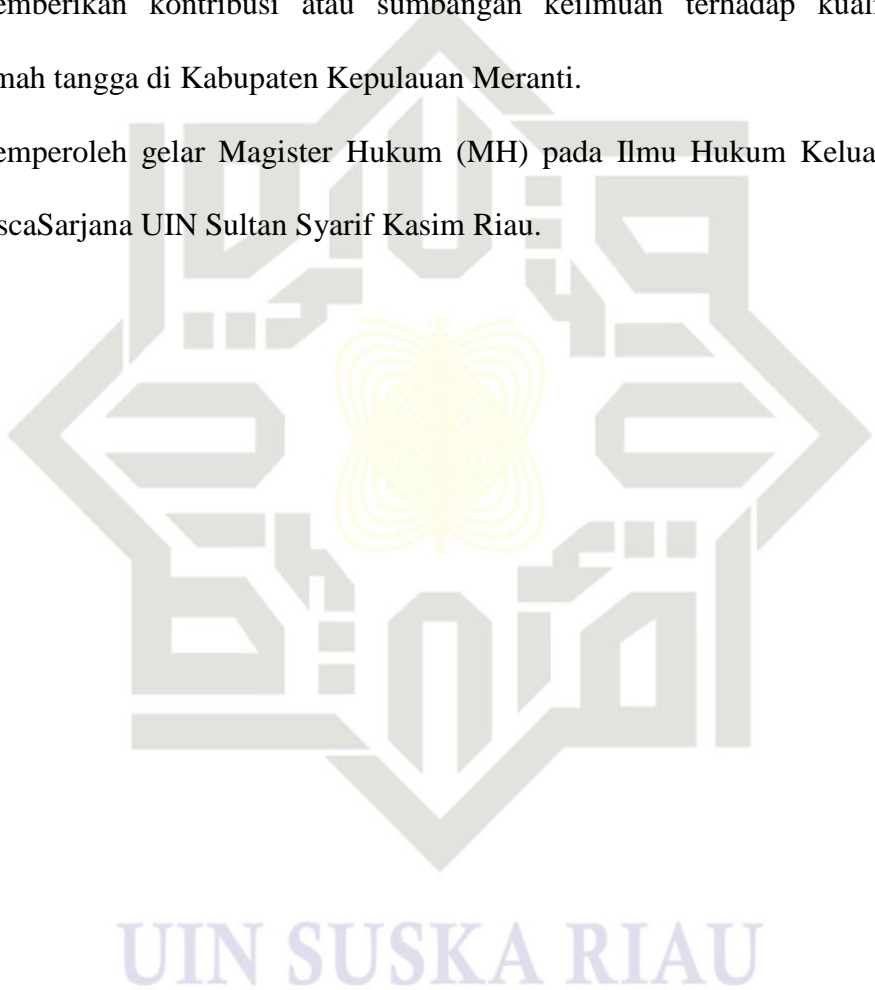 emberikan kontribusi atau sumbangan keilmuan terhadap kuali
mah tangga di Kabupaten Kepulauan Meranti.
emperoleh gelar Magister Hukum (MH) pada Ilmu Hukum Kelua
scaSarjana UIN Sultan Syarif Kasim Riau.
UIN SUSKA RIAU